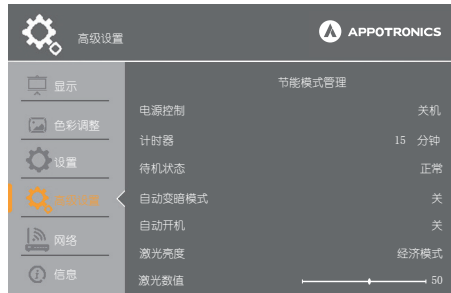 高级设置
APPOTRONICS
节能模式管理
显示
色彩调整
设置
网络
信息
电源控制 关机
计时器 15 分钟
待机状态 正常
自动变暗模式 关
自动开机 关
激光亮度 经济模式
激光数值 50